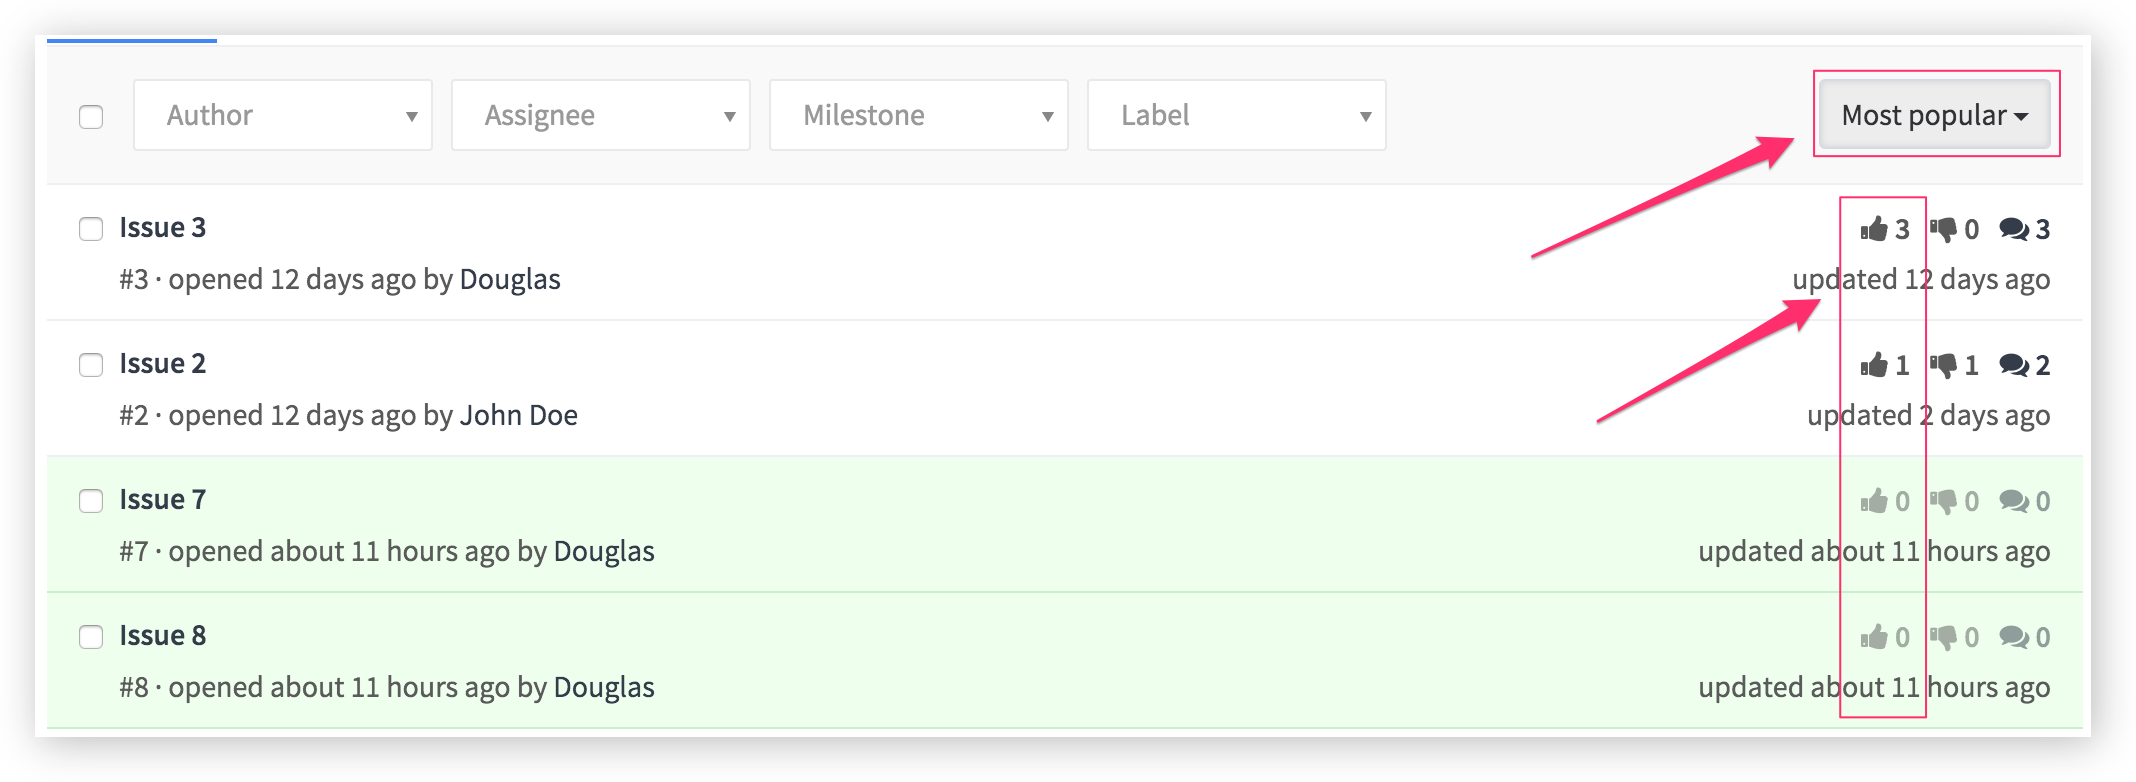 Author Assignee Milestone Label Most popular
Issue 3 3 0 3
#3 · opened 12 days ago by Douglas updated 12 days ago
Issue 2 1 1 2
#2 · opened 12 days ago by John Doe updated 2 days ago
Issue 7 0 0 0
#7 · opened about 11 hours ago by Douglas updated about 11 hours ago
Issue 8 0 0 0
#8 · opened about 11 hours ago by Douglas updated about 11 hours ago